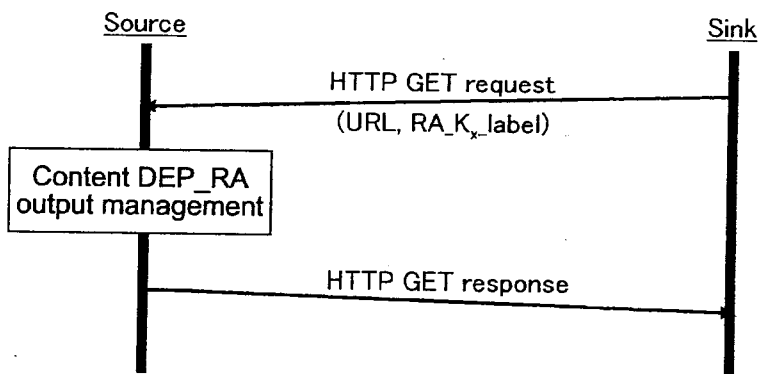 Source
Sink
HTTP GET request
(URL, RA_Kₓ_label)
Content DEP_RA
output management
HTTP GET response